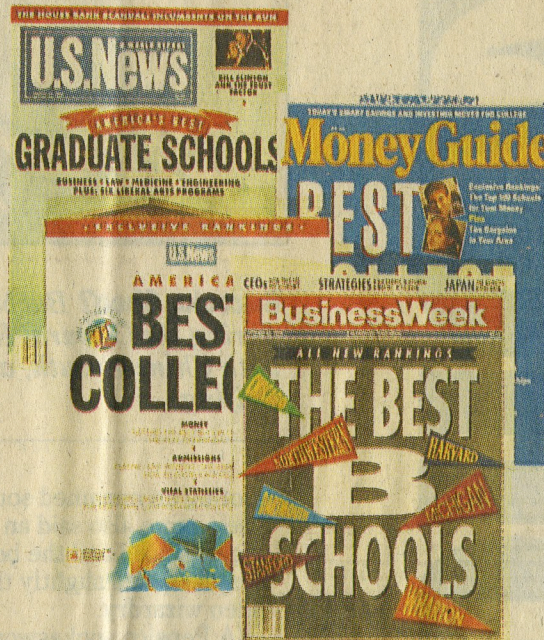 THE HOUSE BANK SCANDAL: INCUMBENTS ON THE RUN
U.S.News
& WORLD REPORT
BILL CLINTON
AND THE TRUST
FACTOR
AMERICA'S BEST
GRADUATE SCHOOLS
BUSINESS • LAW • MEDICINE • ENGINEERING
PLUS: SIX LIBERAL ARTS PROGRAMS
TODAY'S SMART SAVINGS AND INVESTING MOVES FOR COLLEGE
Money Guide
BEST
Exclusive Rankings:
The Top 100 Schools
for Your Money
Plus
The Bargains
in Your Area
EXCLUSIVE RANKINGS
U.S.News
AMERICA
BES
COLLE
MONEY
ADMISSIONS
VITAL STATISTICS
CEOs
STRATEGIES
JAPAN
BusinessWeek
ALL NEW RANKINGS
THE BEST
B
SCHOOLS
NORTHWESTERN
HARVARD
MICHIGAN
STANFORD
WHARTON